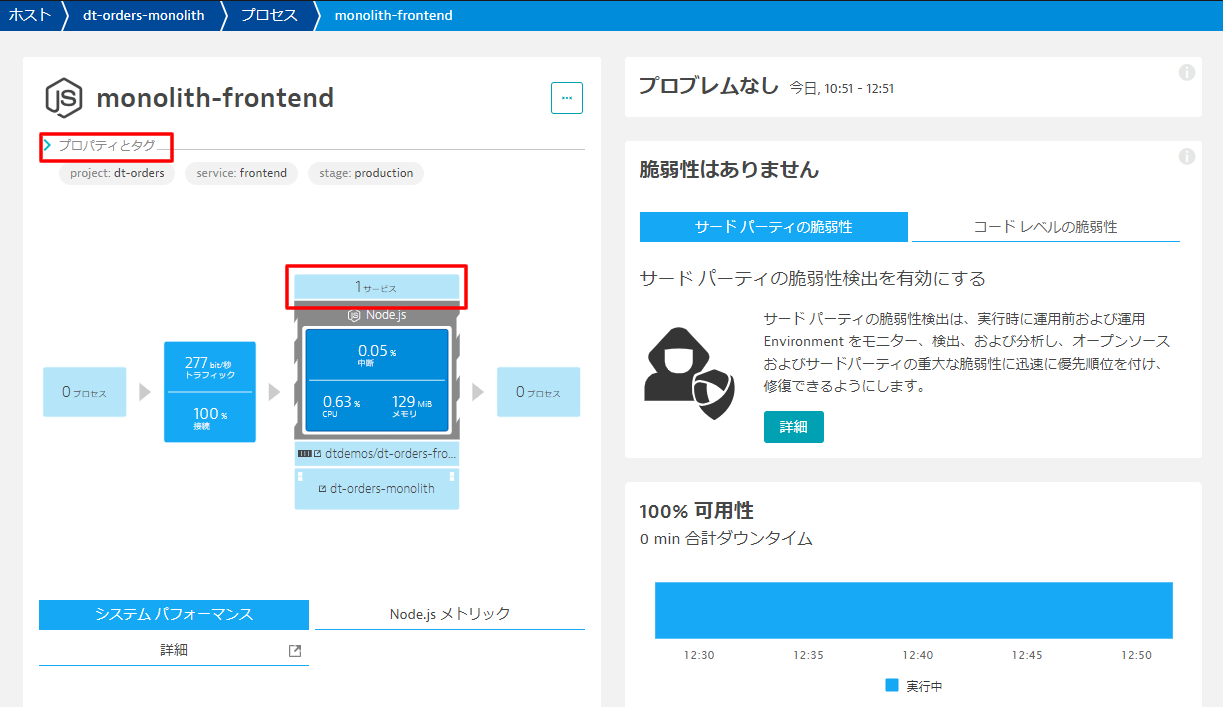 ホスト
dt-orders-monolith
プロセス
monolith-frontend
JS
monolith-frontend
...
プロパティとタグ
project: dt-orders
service: frontend
stage: production
1 サービス
JS Node.js
0.05 %
中断
0.63 %
CPU
129 MiB
メモリ
0 プロセス
277 bit/秒
トラフィック
100 %
接続
0 プロセス
dtdemos/dt-orders-fro...
dt-orders-monolith
システム パフォーマンス
Node.js メトリック
詳細
プロブレムなし 今日, 10:51 - 12:51
脆弱性はありません
サード パーティの脆弱性
コード レベルの脆弱性
サード パーティの脆弱性検出を有効にする
サード パーティの脆弱性検出は、実行時に運用前および運用
Environment をモニター、検出、および分析し、オープンソース
およびサードパーティの重大な脆弱性に迅速に優先順位を付け、
修復できるようにします。
詳細
100% 可用性
0 min 合計ダウンタイム
12:30
12:35
12:40
12:45
12:50
実行中